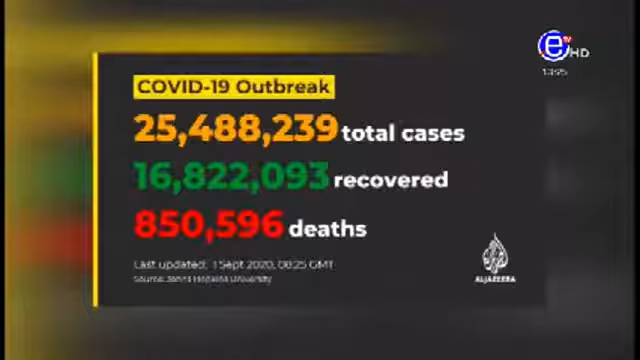 e tv HD
COVID-19 Outbreak
25,488,239 total cases
16,822,093 recovered
850,596 deaths
Last updated: 1 Sept 2020, 08:25 GMT
Source: Johns Hopkins University
ALJAZEERA